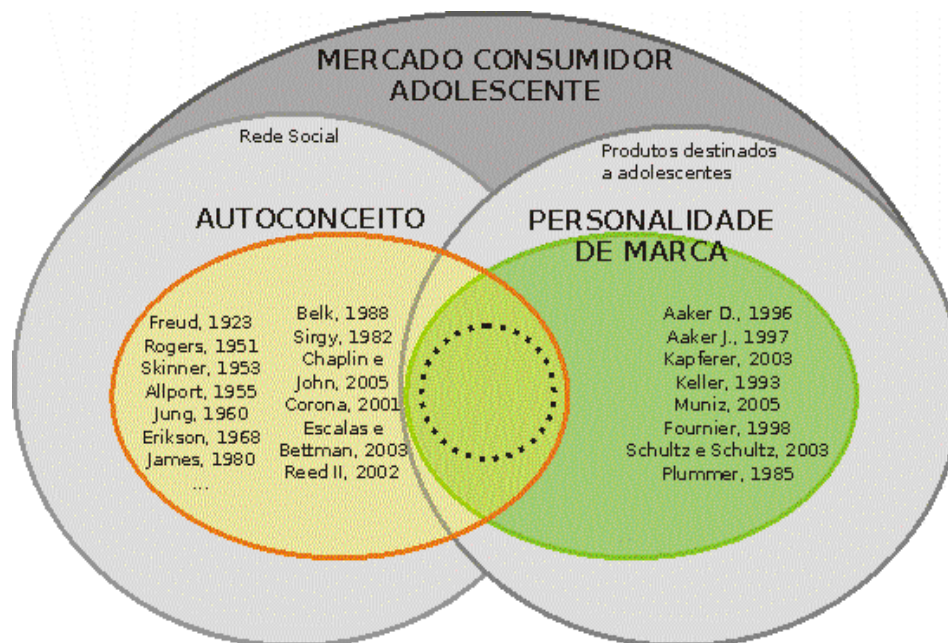 MERCADO CONSUMIDOR
ADOLESCENTE
Rede Social
Produtos destinados
a adolescentes
AUTOCONCEITO
PERSONALIDADE
DE MARCA
Freud, 1923
Rogers, 1951
Skinner, 1953
Allport, 1955
Jung, 1960
Erikson, 1968
James, 1980
...
Belk, 1988
Sirgy, 1982
Chaplin e
John, 2005
Corona, 2001
Escalas e
Bettman, 2003
Reed II, 2002
Aaker D., 1996
Aaker J., 1997
Kapferer, 2003
Keller, 1993
Muniz, 2005
Fournier, 1998
Schultz e Schultz, 2003
Plummer, 1985